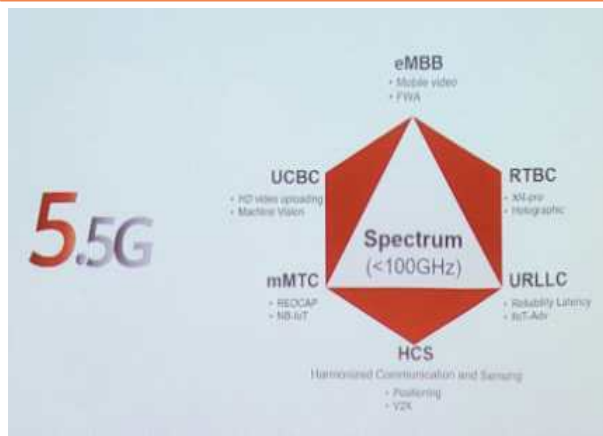 5.5G
eMBB
• Mobile video
• FWA
UCBC
• HD video uploading
• Machine Vision
RTBC
• XR-pro
• Holographic
Spectrum
(<100GHz)
mMTC
• REDCAP
• NB-IoT
URLLC
• Reliability Latency
• IIoT-Adv
HCS
Harmonized Communication and Sensing
• Positioning
• V2X